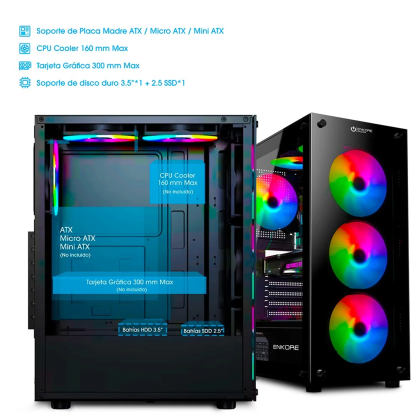 Soporte de Placa Madre ATX / Micro ATX / Mini ATX
CPU Cooler 160 mm Max
Tarjeta Gráfica 300 mm Max
Soporte de disco duro 3.5"*1 + 2.5 SSD*1
CPU Cooler
160 mm Max
(No incluido)
ENKORE
ATX
Micro ATX
Mini ATX
(No incluido)
Tarjeta Gráfica 300 mm Max
(No incluido)
Bahías HDD 3.5"
Bahías SDD 2.5"
ENKORE